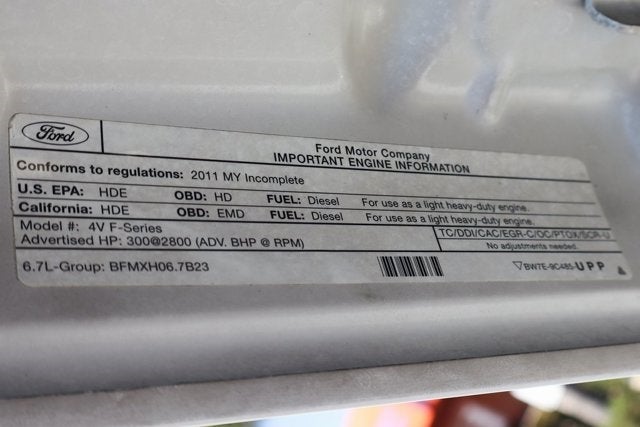 Ford
Ford Motor Company
IMPORTANT ENGINE INFORMATION
Conforms to regulations: 2011 MY Incomplete
U.S. EPA: HDE OBD: HD FUEL: Diesel For use as a light heavy-duty engine.
California: HDE OBD: EMD FUEL: Diesel For use as a light heavy-duty engine.
Model #: 4V F-Series
TC/DDI/CAC/EGR-C/OC/PTOX/SCR-U
Advertised HP: 300@2800 (ADV. BHP @ RPM)
No adjustments needed.
6.7L-Group: BFMXH06.7B23
BW7E-9C485-UPP